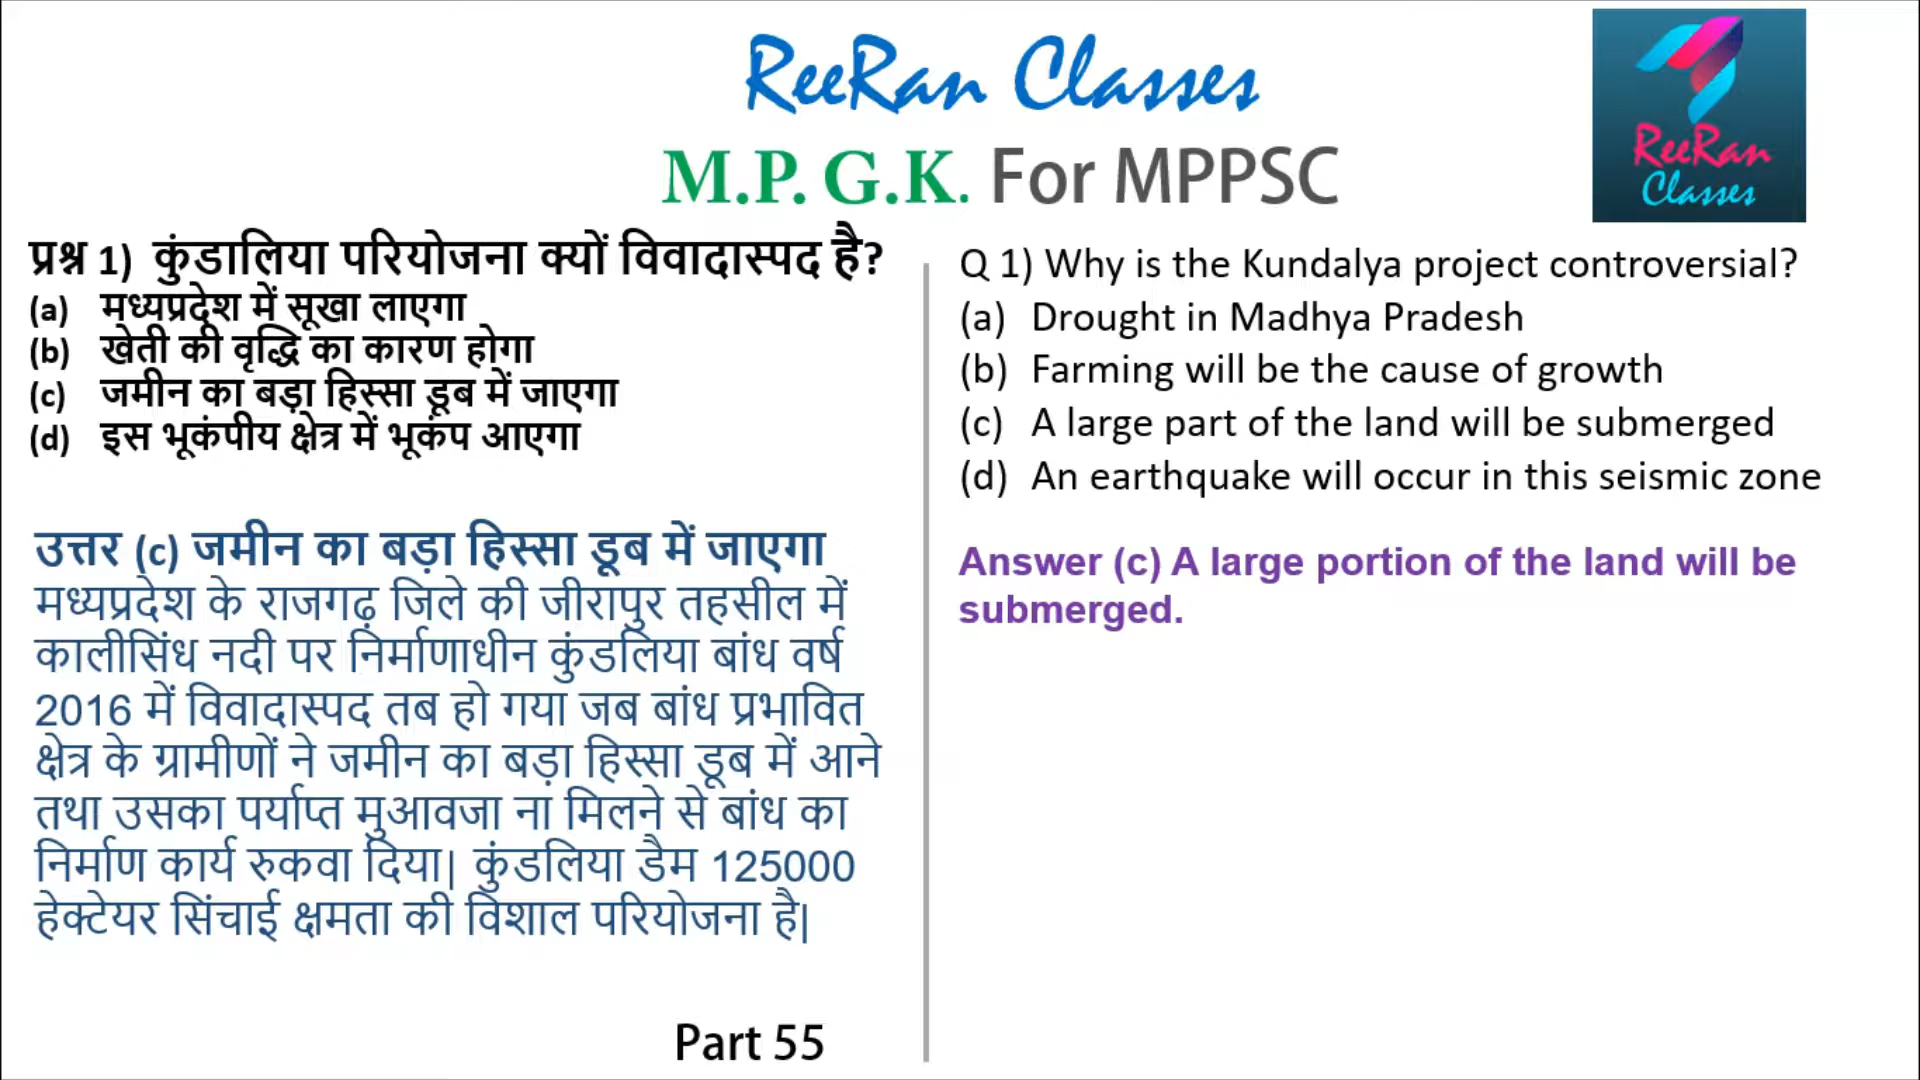 ReeRan Classes
M.P. G.K. For MPPSC
ReeRan
Classes
प्रश्न 1) कुंडालिया परियोजना क्यों विवादास्पद है?
(a) मध्यप्रदेश में सूखा लाएगा
(b) खेती की वृद्धि का कारण होगा
(c) जमीन का बड़ा हिस्सा डूब में जाएगा
(d) इस भूकंपीय क्षेत्र में भूकंप आएगा
उत्तर (c) जमीन का बड़ा हिस्सा डूब में जाएगा
मध्यप्रदेश के राजगढ़ जिले की जीरापुर तहसील में
कालीसिंध नदी पर निर्माणाधीन कुंडलिया बांध वर्ष
2016 में विवादास्पद तब हो गया जब बांध प्रभावित
क्षेत्र के ग्रामीणों ने जमीन का बड़ा हिस्सा डूब में आने
तथा उसका पर्याप्त मुआवजा ना मिलने से बांध का
निर्माण कार्य रुकवा दिया| कुंडलिया डैम 125000
हेक्टेयर सिंचाई क्षमता की विशाल परियोजना है|
Part 55
Q 1) Why is the Kundalya project controversial?
(a) Drought in Madhya Pradesh
(b) Farming will be the cause of growth
(c) A large part of the land will be submerged
(d) An earthquake will occur in this seismic zone
Answer (c) A large portion of the land will be
submerged.